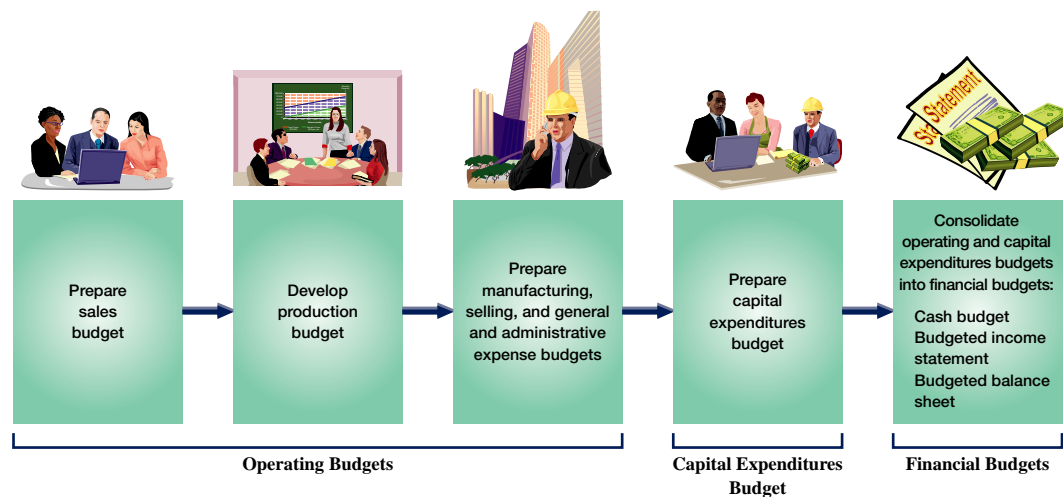 Statement
Prepare
sales
budget
Develop
production
budget
Prepare
manufacturing,
selling, and general
and administrative
expense budgets
Prepare
capital
expenditures
budget
Consolidate
operating and capital
expenditures budgets
into financial budgets:
Cash budget
Budgeted income
statement
Budgeted balance
sheet
Operating Budgets
Capital Expenditures
Budget
Financial Budgets